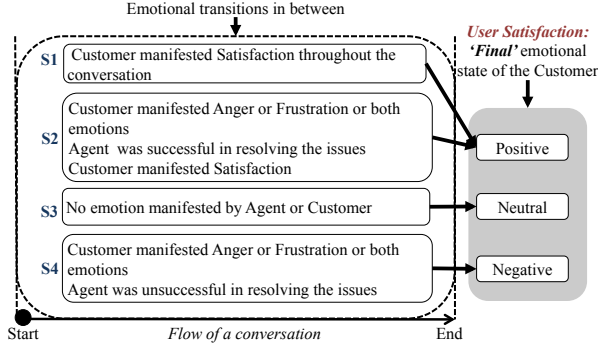 Emotional transitions in between
User Satisfaction:
'Final' emotional
state of the Customer
S1
Customer manifested Satisfaction throughout the
conversation
S2
Customer manifested Anger or Frustration or both
emotions
Agent was successful in resolving the issues
Customer manifested Satisfaction
Positive
S3
No emotion manifested by Agent or Customer
Neutral
S4
Customer manifested Anger or Frustration or both
emotions
Agent was unsuccessful in resolving the issues
Negative
Start
Flow of a conversation
End